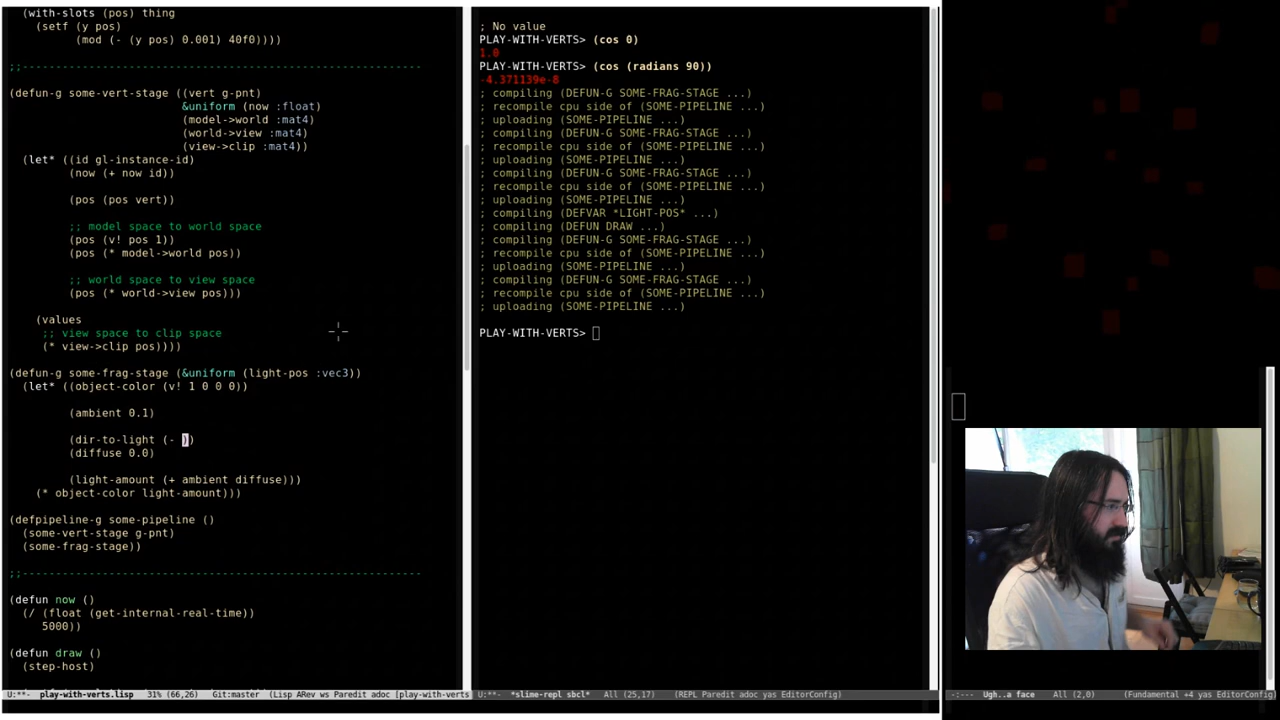 (with-slots (pos) thing
(setf (y pos)
(mod (- (y pos) 0.001) 40f0))))
;;------------------------------------------------------------
(defun-g some-vert-stage ((vert g-pnt)
&uniform (now :float)
(model->world :mat4)
(world->view :mat4)
(view->clip :mat4))
(let* ((id gl-instance-id)
(now (+ now id))
(pos (pos vert))
;; model space to world space
(pos (v! pos 1))
(pos (* model->world pos))
;; world space to view space
(pos (* world->view pos)))
(values
;; view space to clip space
(* view->clip pos))))
(defun-g some-frag-stage (&uniform (light-pos :vec3))
(let* ((object-color (v! 1 0 0 0))
(ambient 0.1)
(dir-to-light (- ))
(diffuse 0.0)
(light-amount (+ ambient diffuse)))
(* object-color light-amount)))
(defpipeline-g some-pipeline ()
(some-vert-stage g-pnt)
(some-frag-stage))
;;------------------------------------------------------------
(defun now ()
(/ (float (get-internal-real-time))
5000))
(defun draw ()
(step-host)
U:**- play-with-verts.lisp 31% (66,26) Git:master (Lisp ARev ws Paredit adoc [play-with-verts
; No value
PLAY-WITH-VERTS> (cos 0)
1.0
PLAY-WITH-VERTS> (cos (radians 90))
-4.371139e-8
; compiling (DEFUN-G SOME-FRAG-STAGE ...)
; recompile cpu side of (SOME-PIPELINE ...)
; uploading (SOME-PIPELINE ...)
; compiling (DEFUN-G SOME-FRAG-STAGE ...)
; recompile cpu side of (SOME-PIPELINE ...)
; uploading (SOME-PIPELINE ...)
; compiling (DEFUN-G SOME-FRAG-STAGE ...)
; recompile cpu side of (SOME-PIPELINE ...)
; uploading (SOME-PIPELINE ...)
; compiling (DEFVAR *LIGHT-POS* ...)
; compiling (DEFUN DRAW ...)
; compiling (DEFUN-G SOME-FRAG-STAGE ...)
; recompile cpu side of (SOME-PIPELINE ...)
; uploading (SOME-PIPELINE ...)
; compiling (DEFUN-G SOME-FRAG-STAGE ...)
; recompile cpu side of (SOME-PIPELINE ...)
; uploading (SOME-PIPELINE ...)
PLAY-WITH-VERTS>
U:**- *slime-repl sbcl* All (25,17) (REPL Paredit adoc yas EditorConfig)
-:--- Ugh..a face All (2,0) (Fundamental +4 yas EditorConfig)